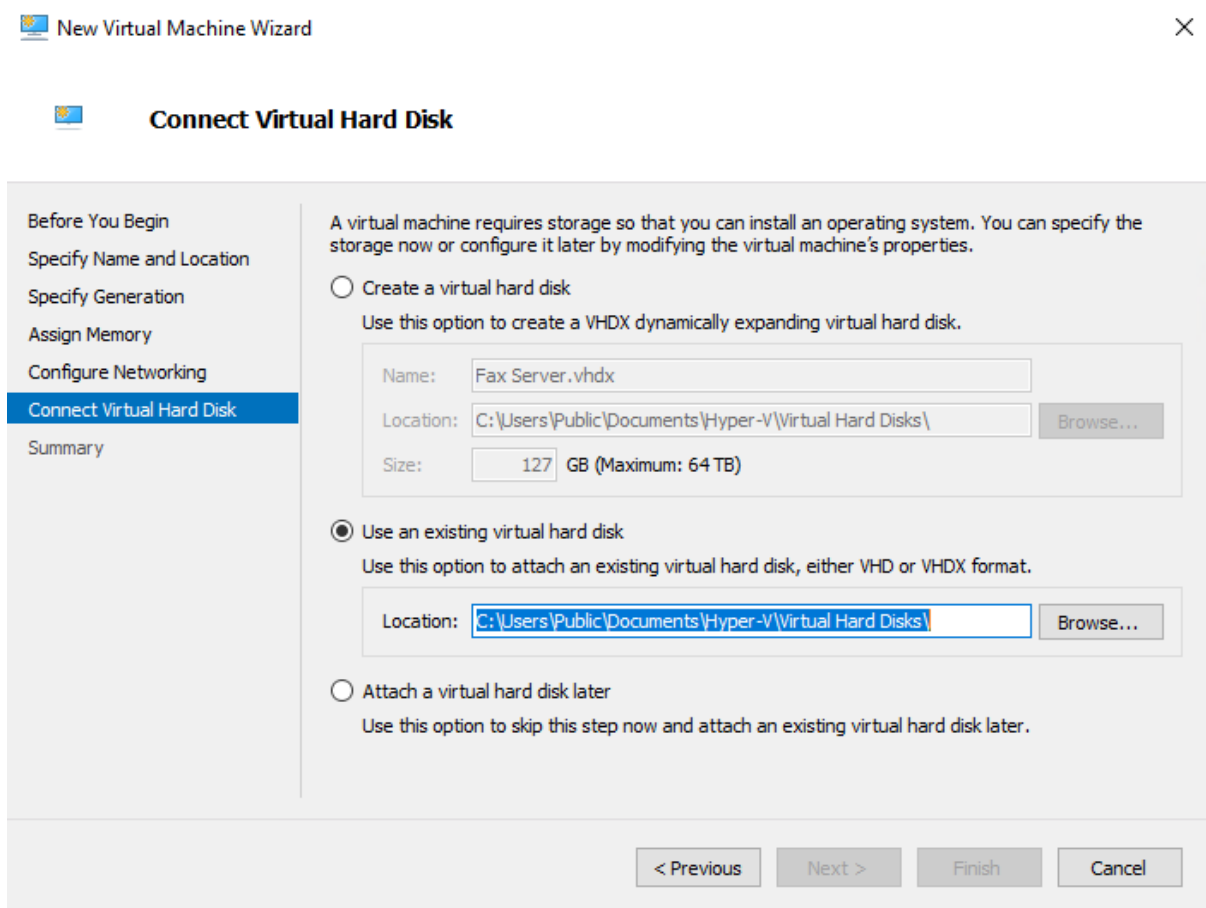 New Virtual Machine Wizard
Connect Virtual Hard Disk
Before You Begin
Specify Name and Location
Specify Generation
Assign Memory
Configure Networking
Connect Virtual Hard Disk
Summary
A virtual machine requires storage so that you can install an operating system. You can specify the
storage now or configure it later by modifying the virtual machine's properties.
Create a virtual hard disk
Use this option to create a VHDX dynamically expanding virtual hard disk.
Name: Fax Server.vhdx
Location: C:\Users\Public\Documents\Hyper-V\Virtual Hard Disks\ Browse...
Size: 127 GB (Maximum: 64 TB)
Use an existing virtual hard disk
Use this option to attach an existing virtual hard disk, either VHD or VHDX format.
Location: C:\Users\Public\Documents\Hyper-V\Virtual Hard Disks\ Browse...
Attach a virtual hard disk later
Use this option to skip this step now and attach an existing virtual hard disk later.
< Previous Next > Finish Cancel